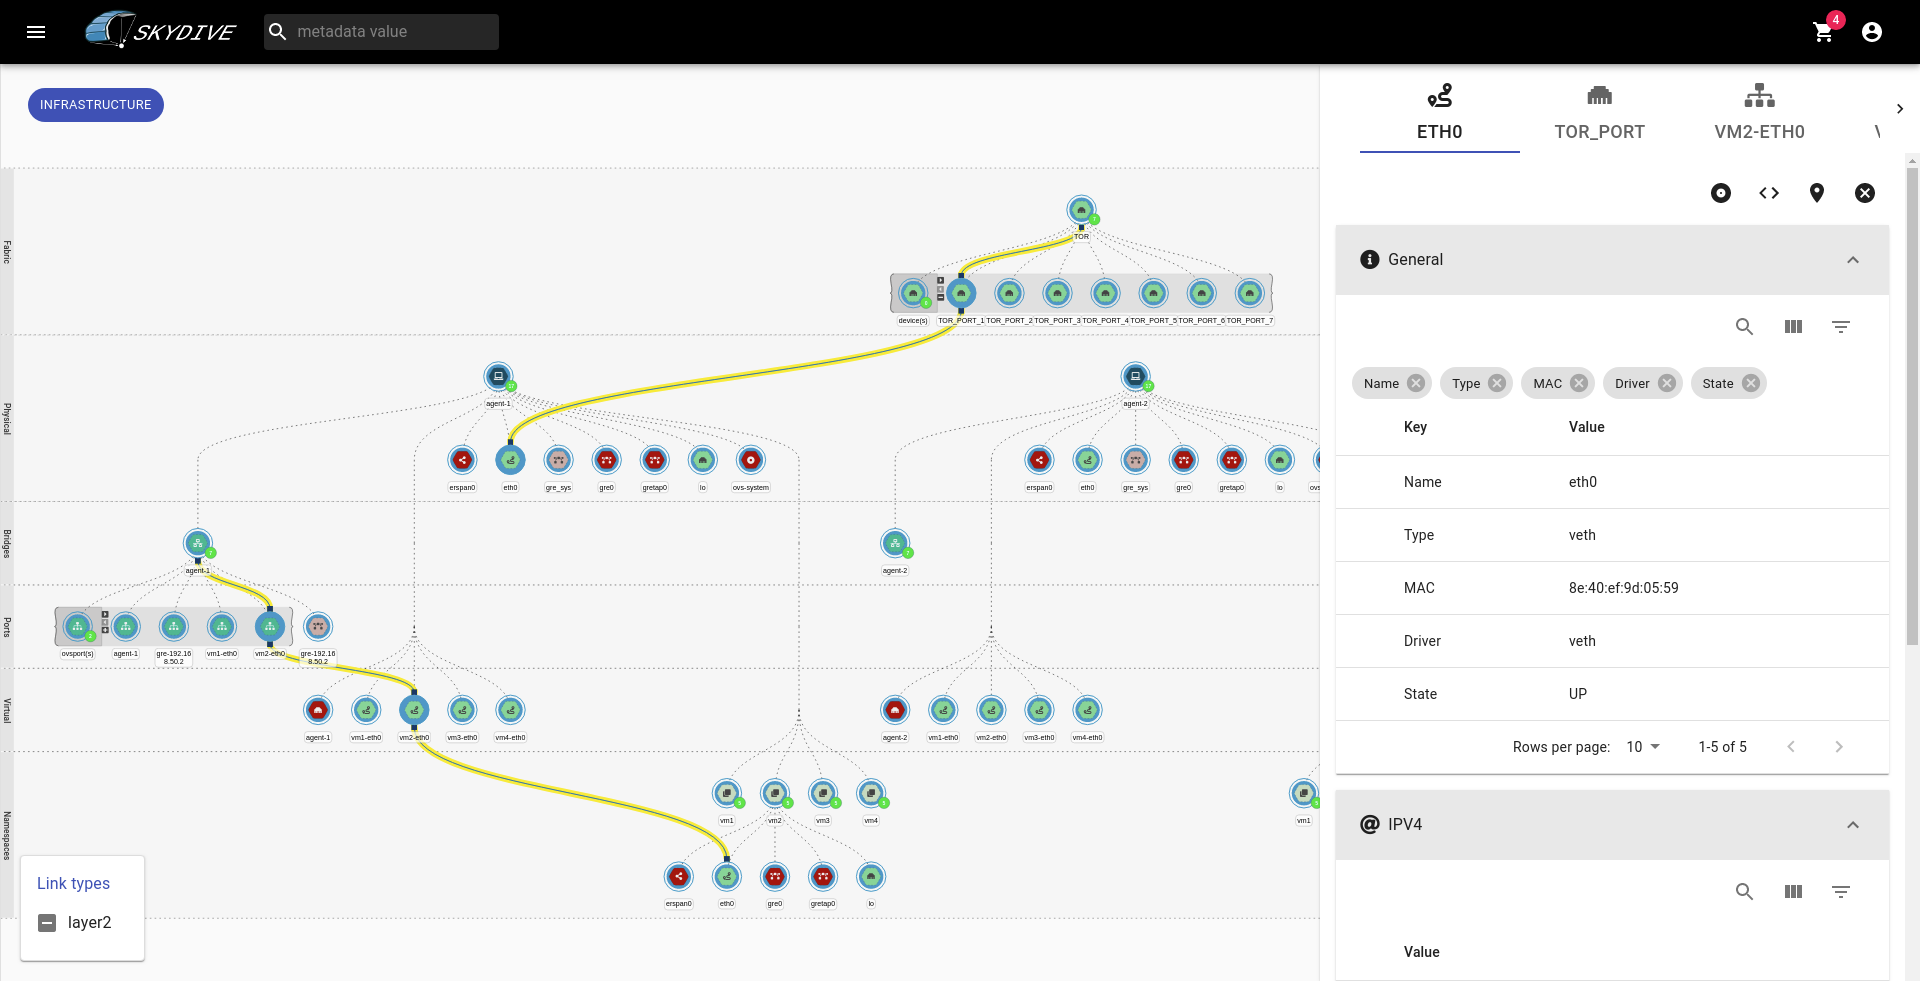 SKYDIVE
metadata value
4
INFRASTRUCTURE
ETH0
TOR_PORT
VM2-ETH0
General
Name
Type
MAC
Driver
State
Key
Value
Name
eth0
Type
veth
MAC
8e:40:ef:9d:05:59
Driver
veth
State
UP
Rows per page:
10
1-5 of 5
IPV4
Value
Fabric
TOR
device(s)
TOR_PORT_1
TOR_PORT_2
TOR_PORT_3
TOR_PORT_4
TOR_PORT_5
TOR_PORT_6
TOR_PORT_7
Physical
agent-1
agent-2
erspan0
eth0
gre_sys
gre0
gretap0
lo
ovs-system
erspan0
eth0
gre_sys
gre0
gretap0
lo
ovs
Bridges
agent-1
agent-2
Ports
ovsport(s)
agent-1
gre-192.16
8.50.2
vm1-eth0
vm2-eth0
gre-192.16
8.50.2
Virtual
agent-1
vm1-eth0
vm2-eth0
vm3-eth0
vm4-eth0
agent-2
vm1-eth0
vm2-eth0
vm3-eth0
vm4-eth0
Namespaces
vm1
vm2
vm3
vm4
vm1
erspan0
eth0
gre0
gretap0
lo
Link types
layer2